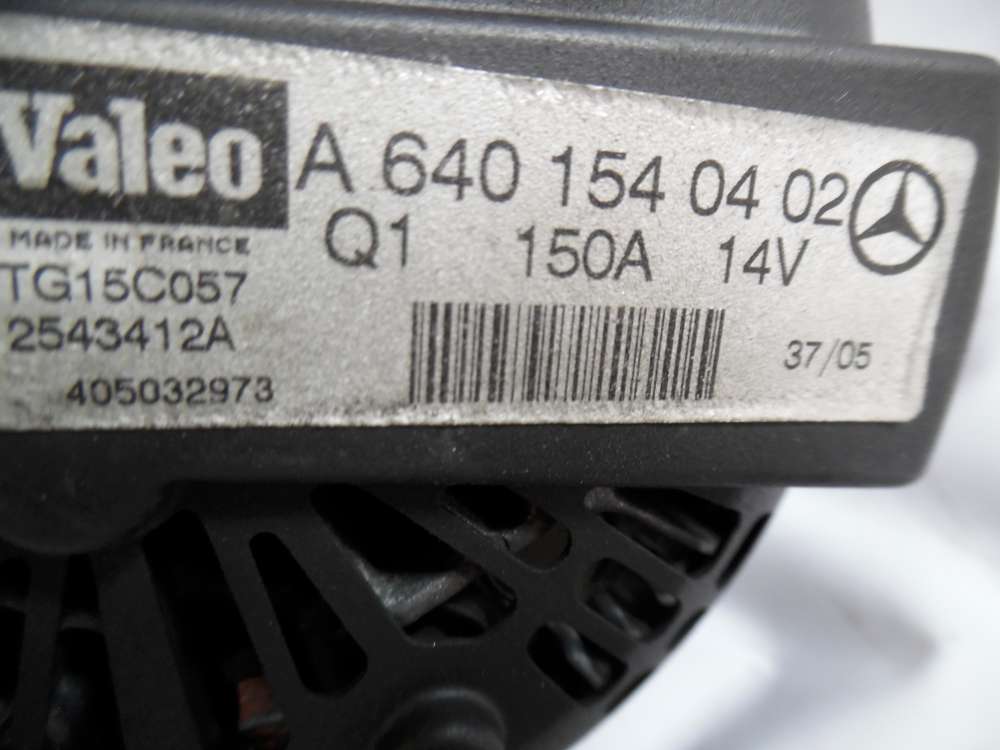 Valeo
MADE IN FRANCE
TG15C057
2543412A
405032973
A 640 154 04 02
Q1 150A 14V
37/05